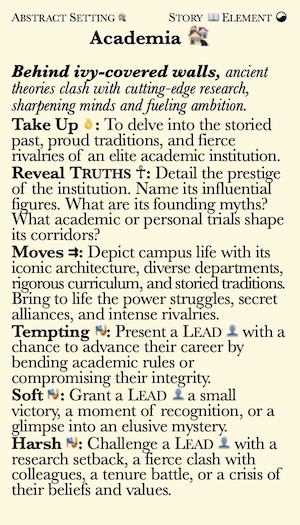 Abstract Setting Story Element
Academia
Behind ivy-covered walls, ancient
theories clash with cutting-edge research,
sharpening minds and fueling ambition.
Take Up 👌: To delve into the storied
past, proud traditions, and fierce
rivalries of an elite academic institution.
Reveal Truths ☥: Detail the prestige
of the institution. Name its influential
figures. What are its founding myths?
What academic or personal trials shape
its corridors?
Moves ⇉: Depict campus life with its
iconic architecture, diverse departments,
rigorous curriculum, and storied traditions.
Bring to life the power struggles, secret
alliances, and intense rivalries.
Tempting: Present a Lead 👤 with a
chance to advance their career by
bending academic rules or
compromising their integrity.
Soft: Grant a Lead 👤 a small
victory, a moment of recognition, or a
glimpse into an elusive mystery.
Harsh: Challenge a Lead 👤 with a
research setback, a fierce clash with
colleagues, a tenure battle, or a crisis of
their beliefs and values.